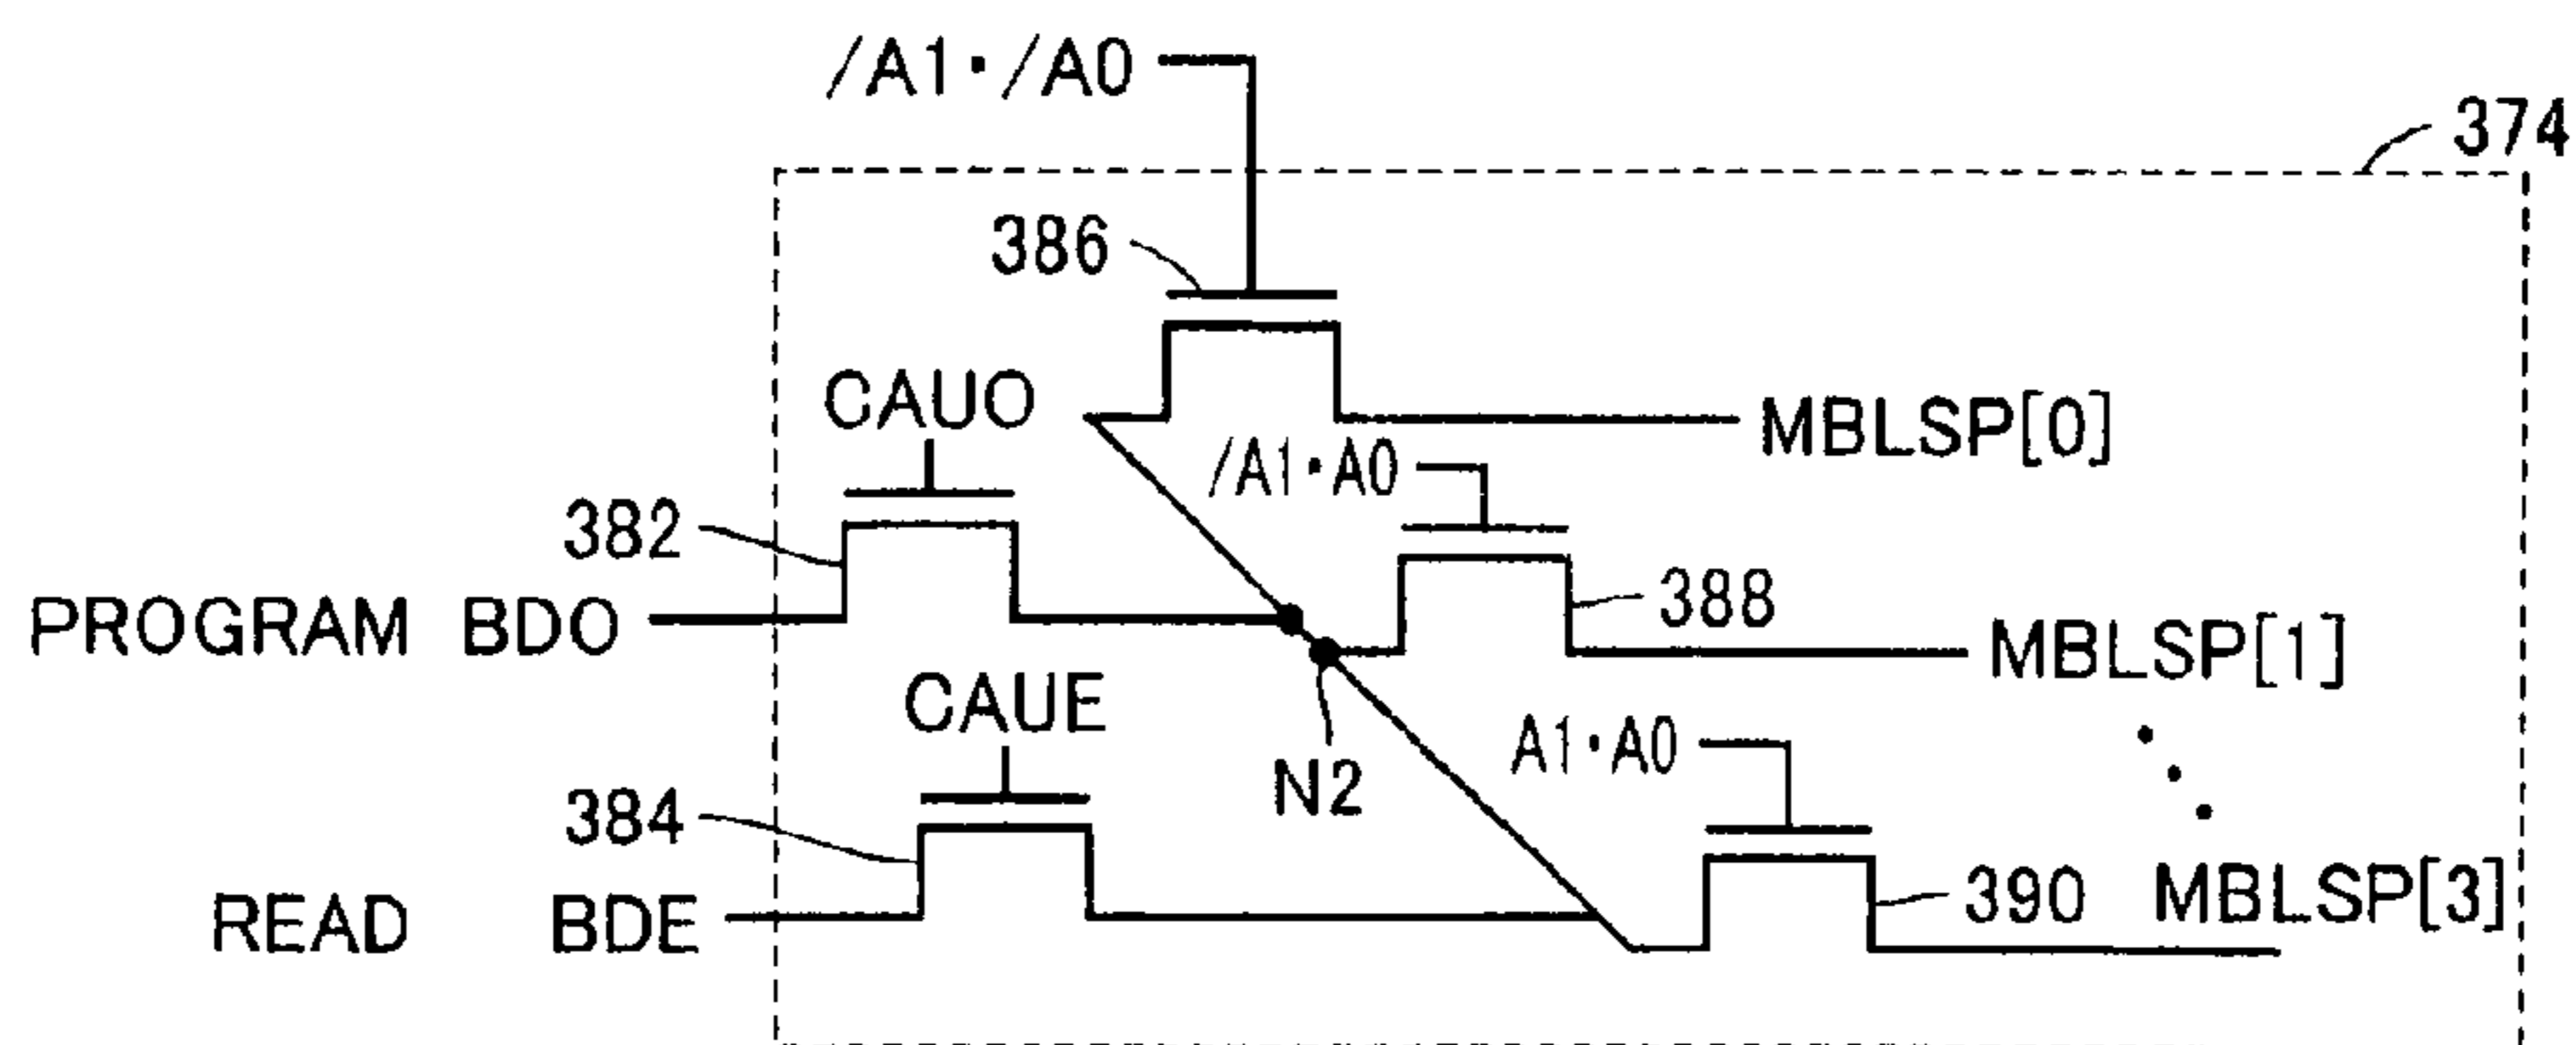 /A1·/A0
374
386
CAUO
MBLSP[0]
/A1·A0
382
388
PROGRAM BDO
MBLSP[1]
CAUE
A1·A0
N2
384
390
MBLSP[3]
READ BDE